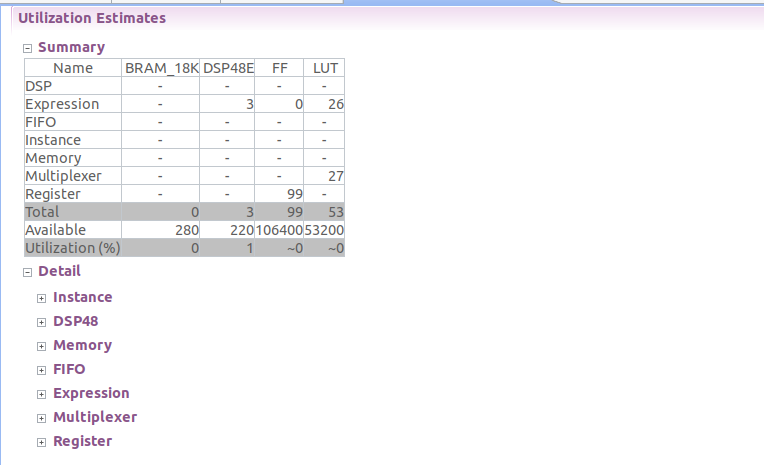 Utilization Estimates
Summary
Name BRAM_18K DSP48E FF LUT
DSP - - - -
Expression - 3 0 26
FIFO - - - -
Instance - - - -
Memory - - - -
Multiplexer - - - 27
Register - - 99 -
Total 0 3 99 53
Available 280 220 106400 53200
Utilization (%) 0 1 ~0 ~0
Detail
Instance
DSP48
Memory
FIFO
Expression
Multiplexer
Register